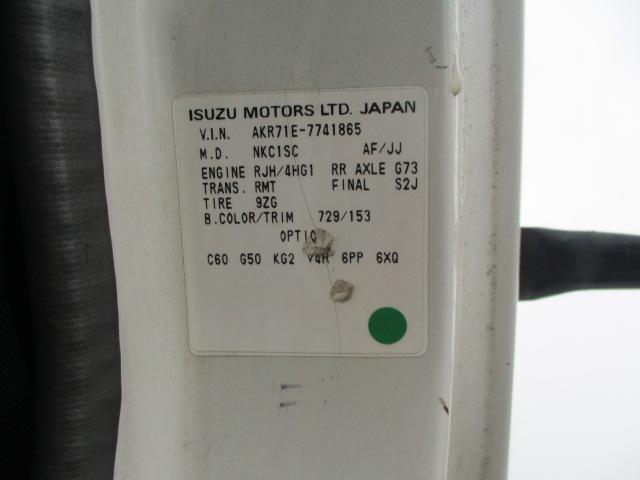 ISUZU MOTORS LTD. JAPAN
V.I.N. AKR71E-7741865
M.D. NKC1SC AF/JJ
ENGINE RJH/4HG1 RR AXLE G73
TRANS. RMT FINAL S2J
TIRE 9ZG
B.COLOR/TRIM 729/153
OPTIO
C60 G50 KG2 V4R 6PP 6XQ